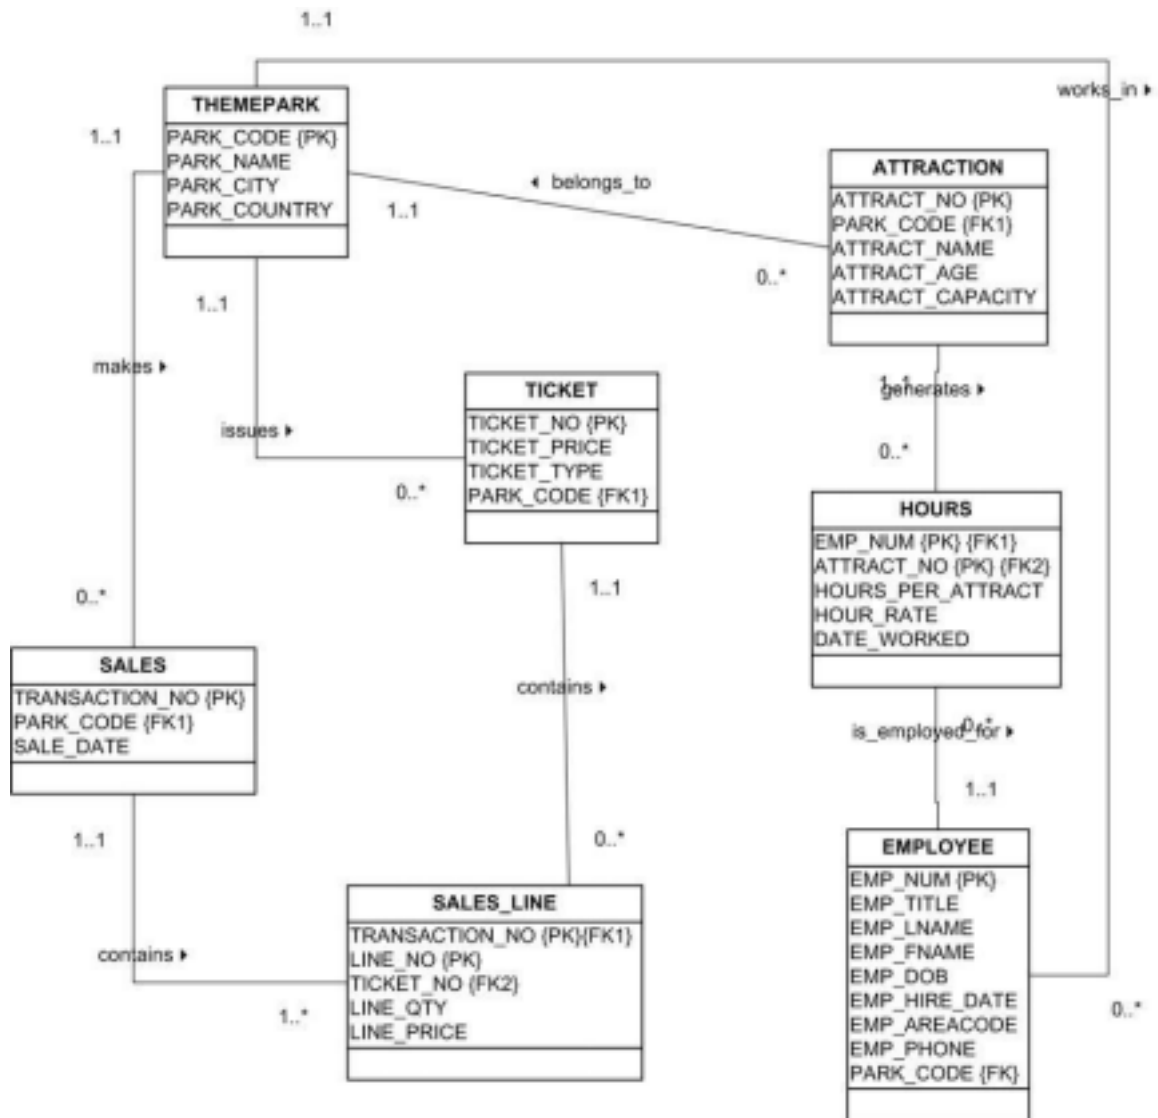 1..1
works_in ▸
THEMEPARK
PARK_CODE {PK}
PARK_NAME
PARK_CITY
PARK_COUNTRY
1..1
◂ belongs_to
1..1
ATTRACTION
ATTRACT_NO {PK}
PARK_CODE {FK1}
ATTRACT_NAME
ATTRACT_AGE
ATTRACT_CAPACITY
0..*
1..1
makes ▸
issues ▸
TICKET
TICKET_NO {PK}
TICKET_PRICE
TICKET_TYPE
PARK_CODE {FK1}
0..*
1..1
generates ▸
0..*
HOURS
EMP_NUM {PK} {FK1}
ATTRACT_NO {PK} {FK2}
HOURS_PER_ATTRACT
HOUR_RATE
DATE_WORKED
1..1
0..*
SALES
TRANSACTION_NO {PK}
PARK_CODE {FK1}
SALE_DATE
contains ▸
0..*
is_employed_for ▸
1..1
1..1
0..*
EMPLOYEE
EMP_NUM {PK}
EMP_TITLE
EMP_LNAME
EMP_FNAME
EMP_DOB
EMP_HIRE_DATE
EMP_AREACODE
EMP_PHONE
PARK_CODE {FK}
0..*
SALES_LINE
TRANSACTION_NO {PK}{FK1}
LINE_NO {PK}
TICKET_NO {FK2}
LINE_QTY
LINE_PRICE
contains ▸
1..*